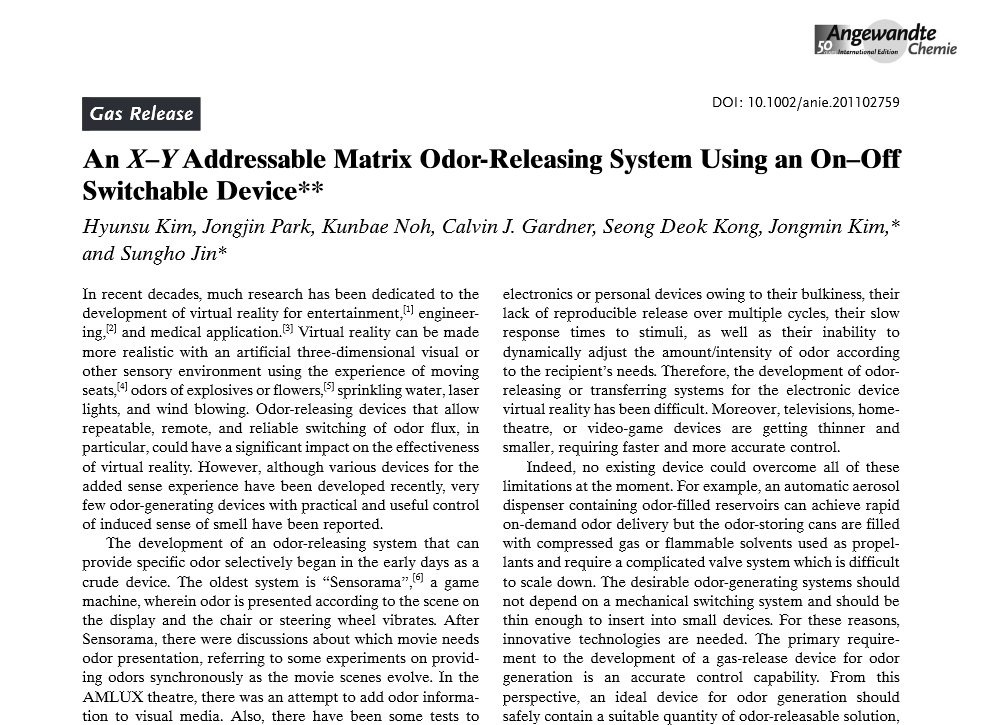 50 Angewandte
International Edition Chemie
Gas Release
DOI: 10.1002/anie.201102759
An X–Y Addressable Matrix Odor-Releasing System Using an On–Off
Switchable Device**
Hyunsu Kim, Jongjin Park, Kunbae Noh, Calvin J. Gardner, Seong Deok Kong, Jongmin Kim,*
and Sungho Jin*
In recent decades, much research has been dedicated to the
development of virtual reality for entertainment,[1] engineer-
ing,[2] and medical application.[3] Virtual reality can be made
more realistic with an artificial three-dimensional visual or
other sensory environment using the experience of moving
seats,[4] odors of explosives or flowers,[5] sprinkling water, laser
lights, and wind blowing. Odor-releasing devices that allow
repeatable, remote, and reliable switching of odor flux, in
particular, could have a significant impact on the effectiveness
of virtual reality. However, although various devices for the
added sense experience have been developed recently, very
few odor-generating devices with practical and useful control
of induced sense of smell have been reported.
The development of an odor-releasing system that can
provide specific odor selectively began in the early days as a
crude device. The oldest system is “Sensorama”,[6] a game
machine, wherein odor is presented according to the scene on
the display and the chair or steering wheel vibrates. After
Sensorama, there were discussions about which movie needs
odor presentation, referring to some experiments on provid-
ing odors synchronously as the movie scenes evolve. In the
AMLUX theatre, there was an attempt to add odor informa-
tion to visual media. Also, there have been some tests to
electronics or personal devices owing to their bulkiness, their
lack of reproducible release over multiple cycles, their slow
response times to stimuli, as well as their inability to
dynamically adjust the amount/intensity of odor according
to the recipient’s needs. Therefore, the development of odor-
releasing or transferring systems for the electronic device
virtual reality has been difficult. Moreover, televisions, home-
theatre, or video-game devices are getting thinner and
smaller, requiring faster and more accurate control.
Indeed, no existing device could overcome all of these
limitations at the moment. For example, an automatic aerosol
dispenser containing odor-filled reservoirs can achieve rapid
on-demand odor delivery but the odor-storing cans are filled
with compressed gas or flammable solvents used as propel-
lants and require a complicated valve system which is difficult
to scale down. The desirable odor-generating systems should
not depend on a mechanical switching system and should be
thin enough to insert into small devices. For these reasons,
innovative technologies are needed. The primary require-
ment to the development of a gas-release device for odor
generation is an accurate control capability. From this
perspective, an ideal device for odor generation should
safely contain a suitable quantity of odor-releasable solution,